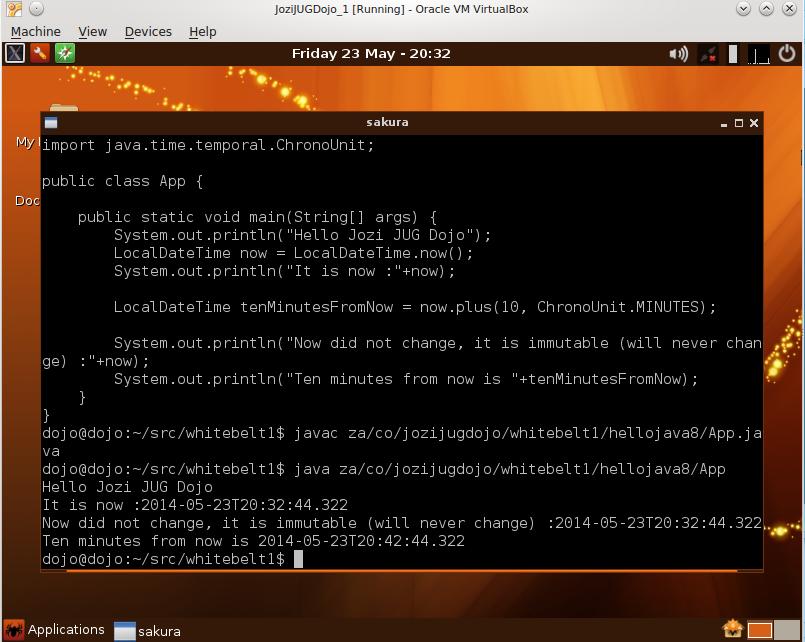 JoziJUGDojo_1 [Running] - Oracle VM VirtualBox
Machine View Devices Help
Friday 23 May - 20:32
sakura
My
Doc
import java.time.temporal.ChronoUnit;
public class App {
public static void main(String[] args) {
System.out.println("Hello Jozi JUG Dojo");
LocalDateTime now = LocalDateTime.now();
System.out.println("It is now :"+now);
LocalDateTime tenMinutesFromNow = now.plus(10, ChronoUnit.MINUTES);
System.out.println("Now did not change, it is immutable (will never chan
ge) :"+now);
System.out.println("Ten minutes from now is "+tenMinutesFromNow);
}
}
dojo@dojo:~/src/whitebelt1$ javac za/co/jozijugdojo/whitebelt1/hellojava8/App.ja
va
dojo@dojo:~/src/whitebelt1$ java za/co/jozijugdojo/whitebelt1/hellojava8/App
Hello Jozi JUG Dojo
It is now :2014-05-23T20:32:44.322
Now did not change, it is immutable (will never change) :2014-05-23T20:32:44.322
Ten minutes from now is 2014-05-23T20:42:44.322
dojo@dojo:~/src/whitebelt1$
Applications sakura